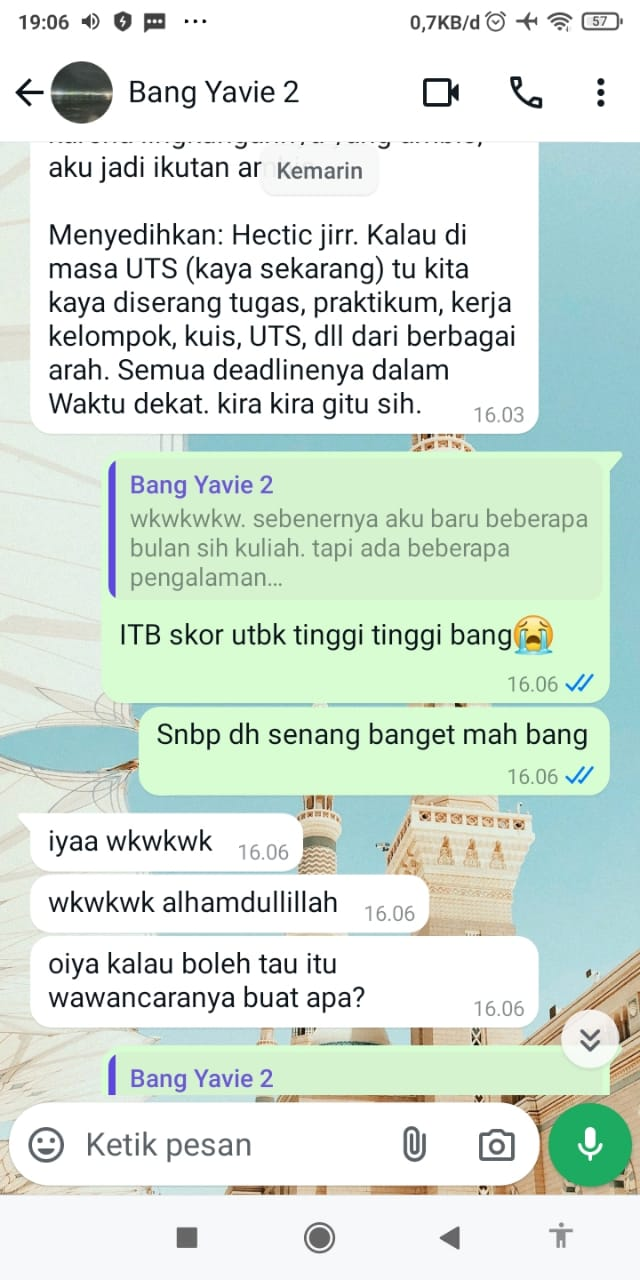 19:06
0,7KB/d
57
Bang Yavie 2
aku jadi ikutan
Kemarin
Menyedihkan: Hectic jirr. Kalau di
masa UTS (kaya sekarang) tu kita
kaya diserang tugas, praktikum, kerja
kelompok, kuis, UTS, dll dari berbagai
arah. Semua deadlinenya dalam
Waktu dekat. kira kira gitu sih.
16.03
Bang Yavie 2
wkwkwkw. sebenernya aku baru beberapa
bulan sih kuliah. tapi ada beberapa
pengalaman...
ITB skor utbk tinggi tinggi bang😭
16.06
Snbp dh senang banget mah bang
16.06
iyaa wkwkwk
16.06
wkwkwk alhamdullillah
16.06
oiya kalau boleh tau itu
wawancaranya buat apa?
16.06
Bang Yavie 2
Ketik pesan